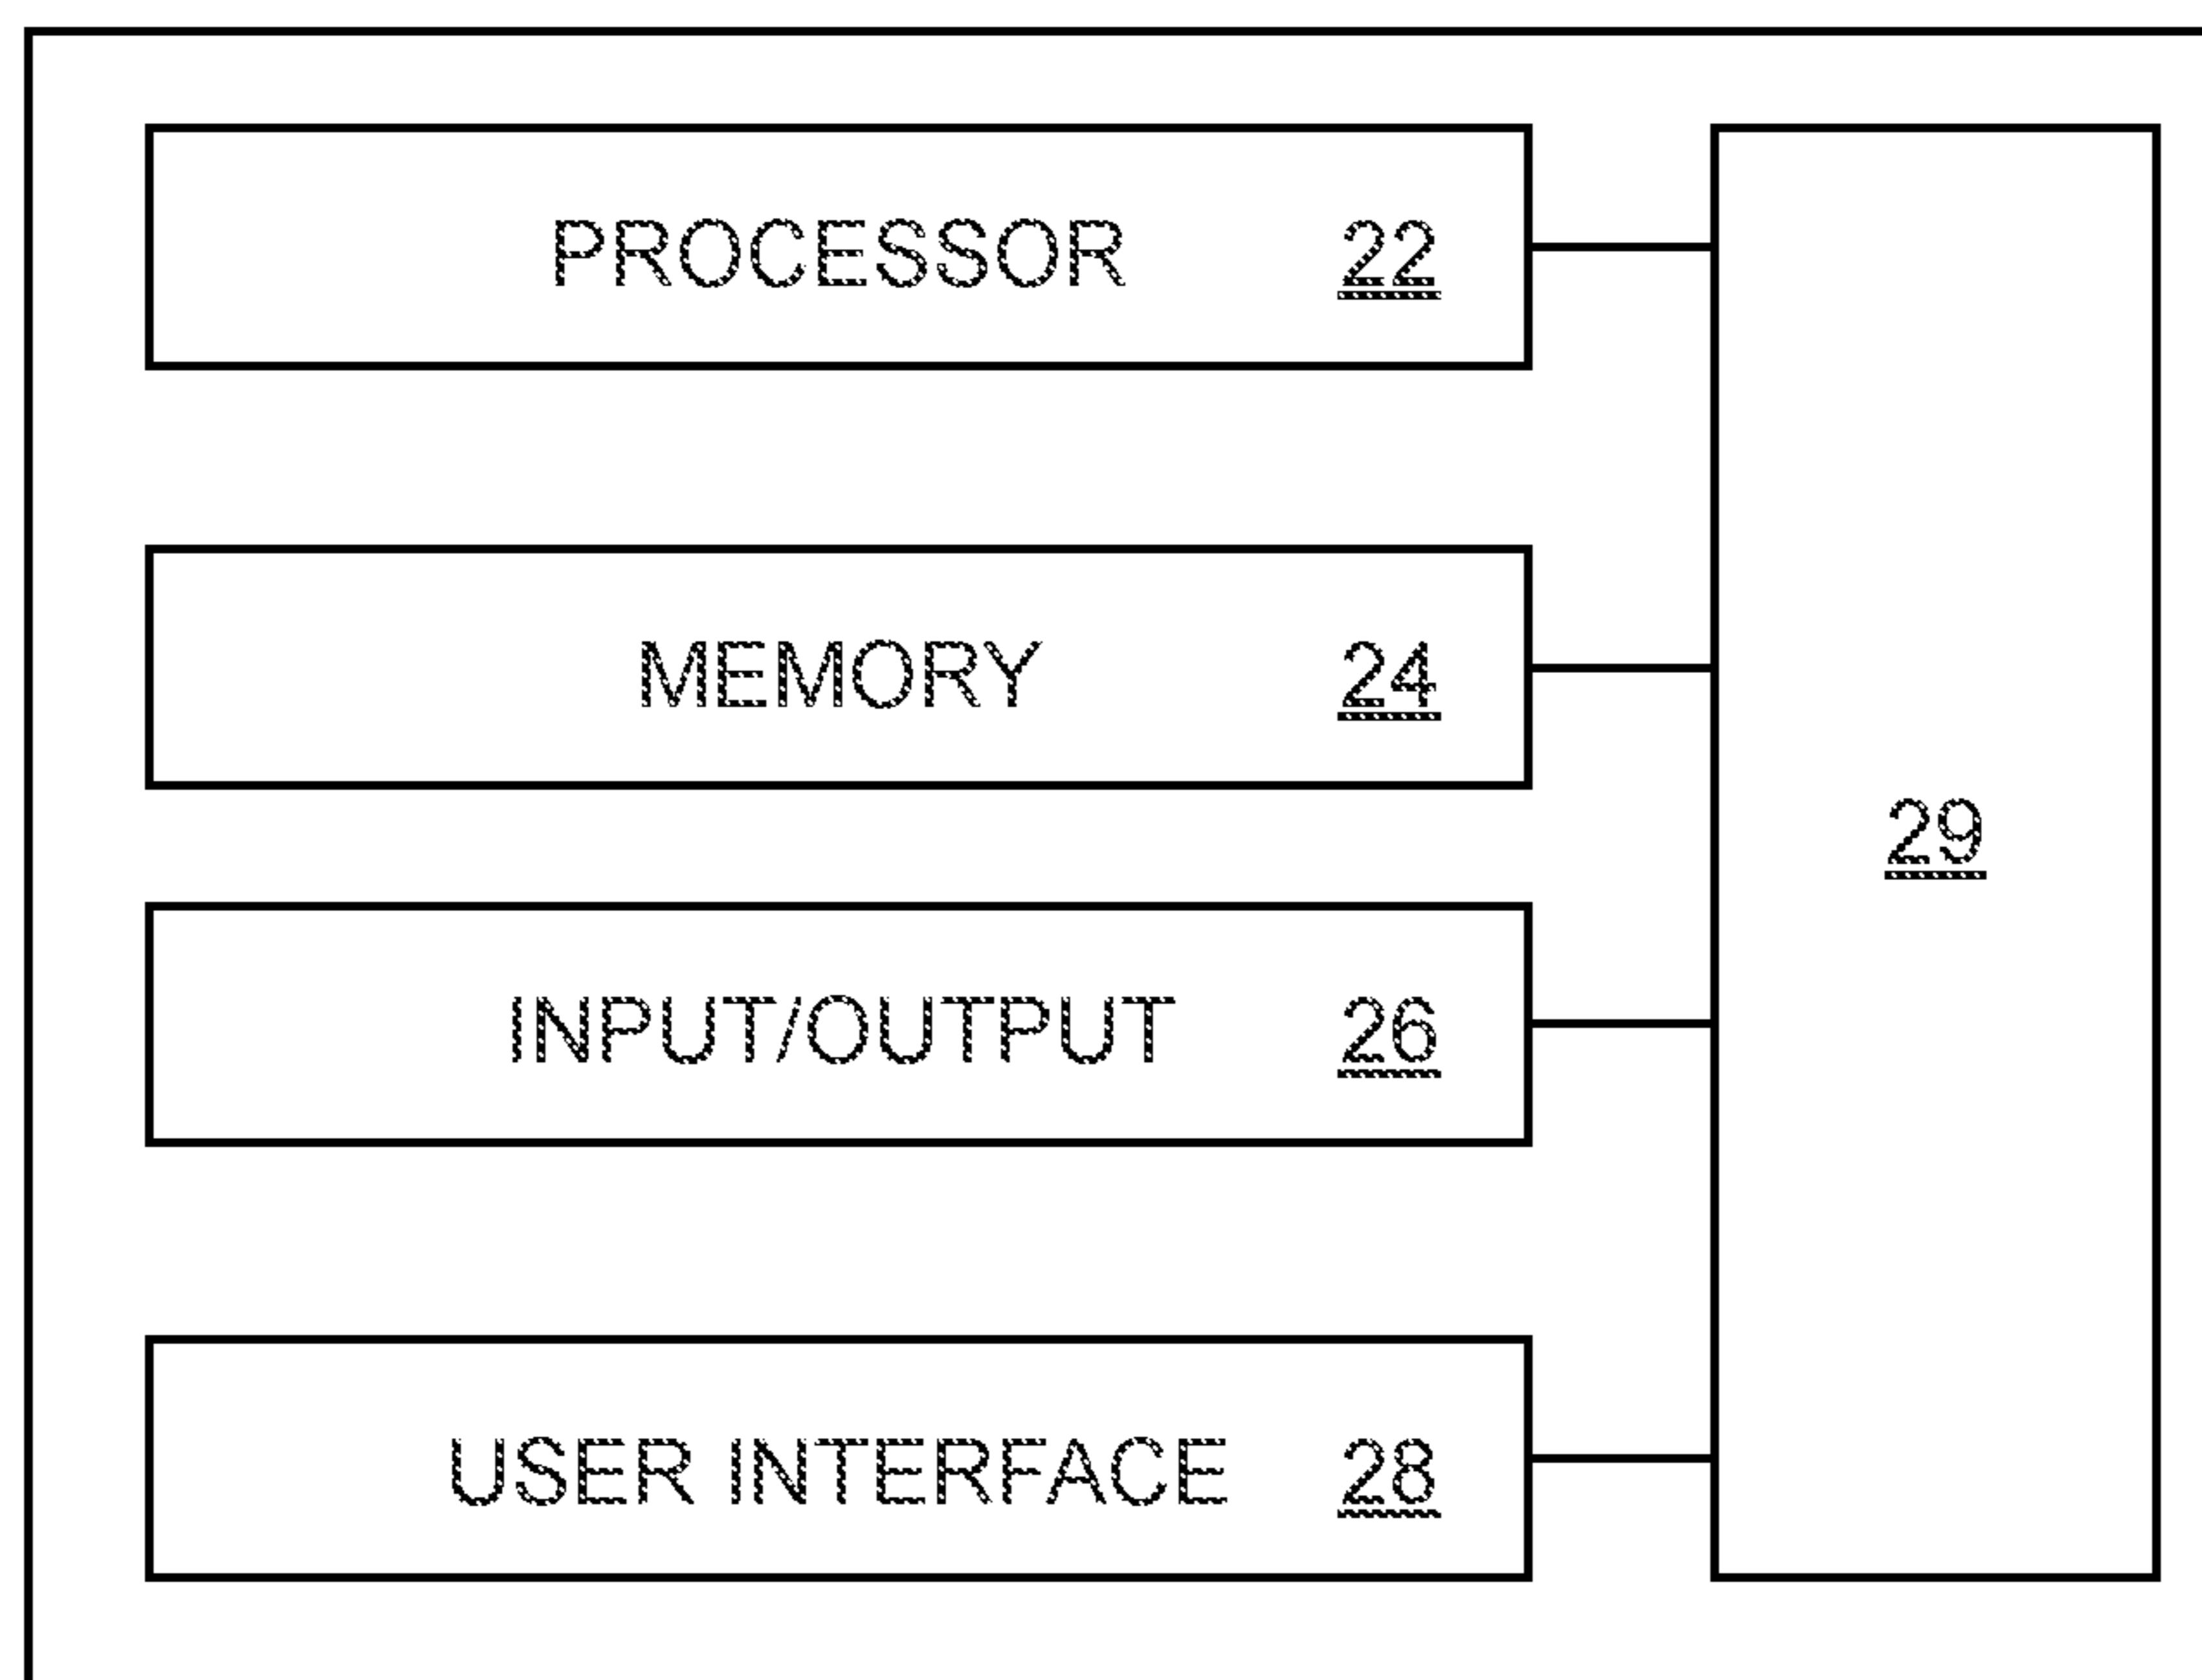 PROCESSOR 22
MEMORY 24
29
INPUT/OUTPUT 26
USER INTERFACE 28